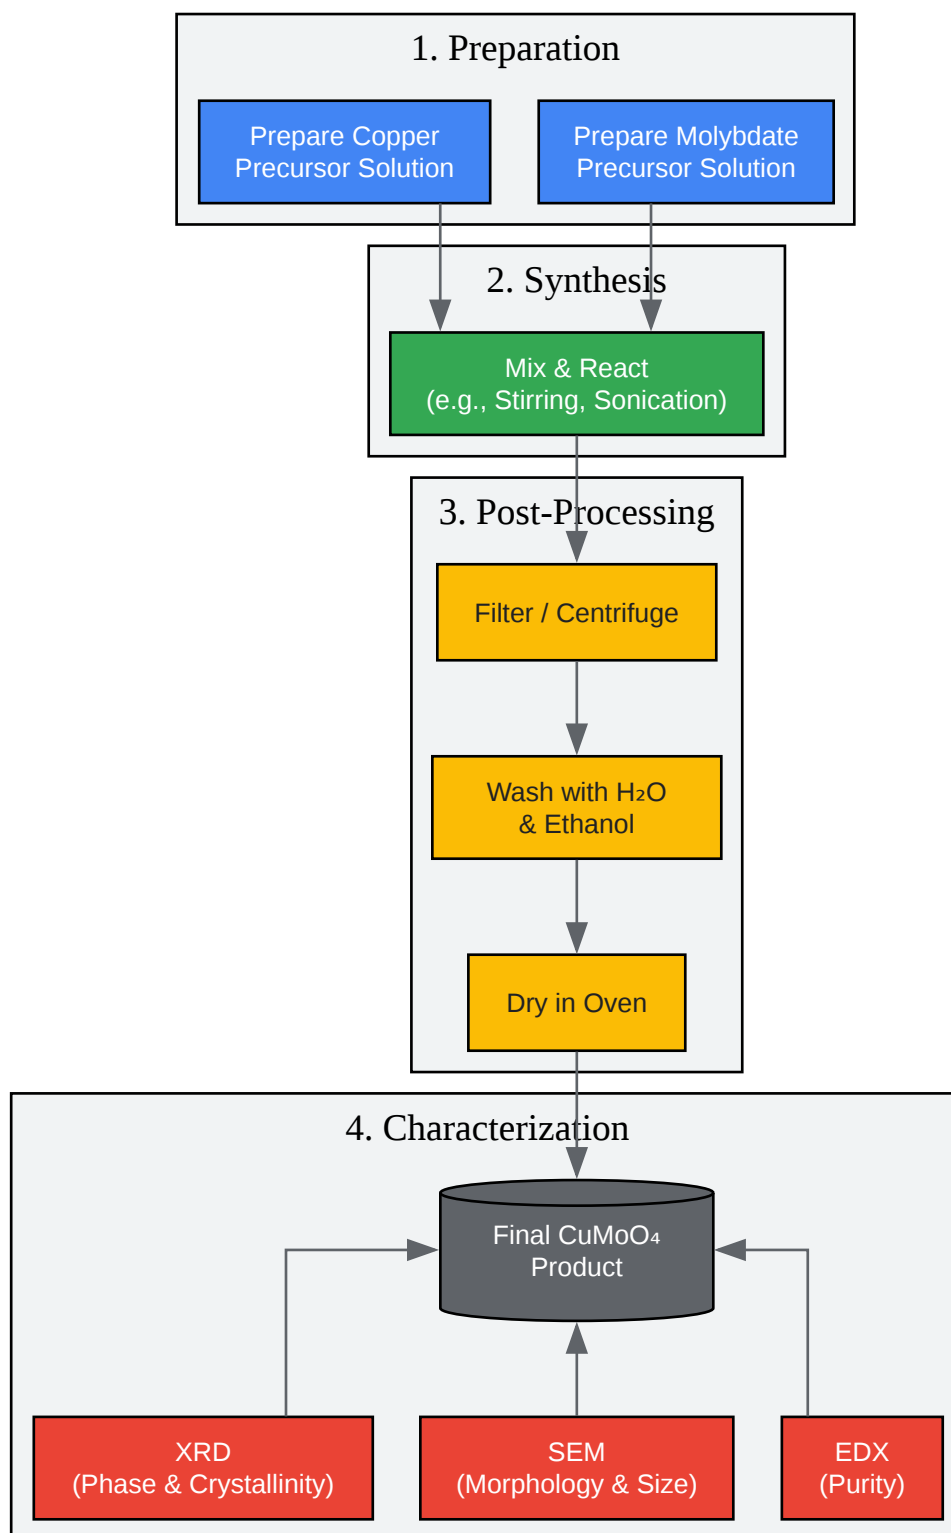 1. Preparation
Prepare Copper
Precursor Solution
Prepare Molybdate
Precursor Solution
2. Synthesis
Mix & React
(e.g., Stirring, Sonication)
3. Post-Processing
Filter / Centrifuge
Wash with H₂O
& Ethanol
Dry in Oven
4. Characterization
Final CuMoO₄
Product
XRD
(Phase & Crystallinity)
SEM
(Morphology & Size)
EDX
(Purity)